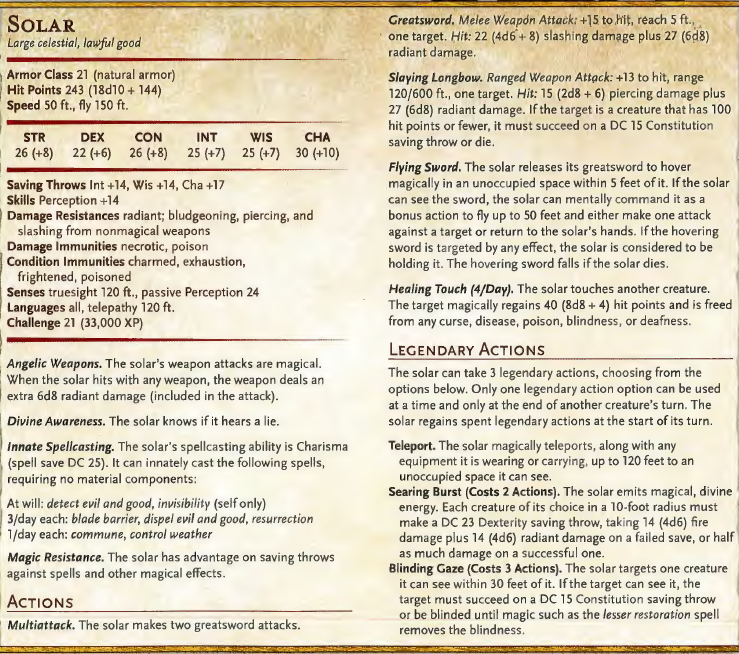 SOLAR
Large celestial, lawful good
Armor Class 21 (natural armor)
Hit Points 243 (18d10 + 144)
Speed 50 ft., fly 150 ft.
STR DEX CON INT WIS CHA
26 (+8) 22 (+6) 26 (+8) 25 (+7) 25 (+7) 30 (+10)
Saving Throws Int +14, Wis +14, Cha +17
Skills Perception +14
Damage Resistances radiant; bludgeoning, piercing, and
slashing from nonmagical weapons
Damage Immunities necrotic, poison
Condition Immunities charmed, exhaustion,
frightened, poisoned
Senses truesight 120 ft., passive Perception 24
Languages all, telepathy 120 ft.
Challenge 21 (33,000 XP)
Angelic Weapons. The solar's weapon attacks are magical.
When the solar hits with any weapon, the weapon deals an
extra 6d8 radiant damage (included in the attack).
Divine Awareness. The solar knows if it hears a lie.
Innate Spellcasting. The solar's spellcasting ability is Charisma
(spell save DC 25). It can innately cast the following spells,
requiring no material components:
At will: detect evil and good, invisibility (self only)
3/day each: blade barrier, dispel evil and good, resurrection
1/day each: commune, control weather
Magic Resistance. The solar has advantage on saving throws
against spells and other magical effects.
ACTIONS
Multiattack. The solar makes two greatsword attacks.
Greatsword. Melee Weapon Attack: +15 to hit, reach 5 ft.,
one target. Hit: 22 (4d6 + 8) slashing damage plus 27 (6d8)
radiant damage.
Slaying Longbow. Ranged Weapon Attack: +13 to hit, range
120/600 ft., one target. Hit: 15 (2d8 + 6) piercing damage plus
27 (6d8) radiant damage. If the target is a creature that has 100
hit points or fewer, it must succeed on a DC 15 Constitution
saving throw or die.
Flying Sword. The solar releases its greatsword to hover
magically in an unoccupied space within 5 feet of it. If the solar
can see the sword, the solar can mentally command it as a
bonus action to fly up to 50 feet and either make one attack
against a target or return to the solar's hands. If the hovering
sword is targeted by any effect, the solar is considered to be
holding it. The hovering sword falls if the solar dies.
Healing Touch (4/Day). The solar touches another creature.
The target magically regains 40 (8d8 + 4) hit points and is freed
from any curse, disease, poison, blindness, or deafness.
LEGENDARY ACTIONS
The solar can take 3 legendary actions, choosing from the
options below. Only one legendary action option can be used
at a time and only at the end of another creature's turn. The
solar regains spent legendary actions at the start of its turn.
Teleport. The solar magically teleports, along with any
equipment it is wearing or carrying, up to 120 feet to an
unoccupied space it can see.
Searing Burst (Costs 2 Actions). The solar emits magical, divine
energy. Each creature of its choice in a 10-foot radius must
make a DC 23 Dexterity saving throw, taking 14 (4d6) fire
damage plus 14 (4d6) radiant damage on a failed save, or half
as much damage on a successful one.
Blinding Gaze (Costs 3 Actions). The solar targets one creature
it can see within 30 feet of it. If the target can see it, the
target must succeed on a DC 15 Constitution saving throw
or be blinded until magic such as the lesser restoration spell
removes the blindness.